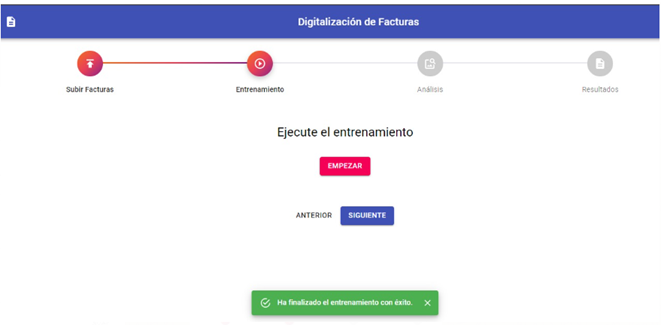 Digitalización de Facturas
Subir Facturas
Entrenamiento
Análisis
Resultados
Ejecute el entrenamiento
EMPEZAR
ANTERIOR
SIGUIENTE
Ha finalizado el entrenamiento con éxito.